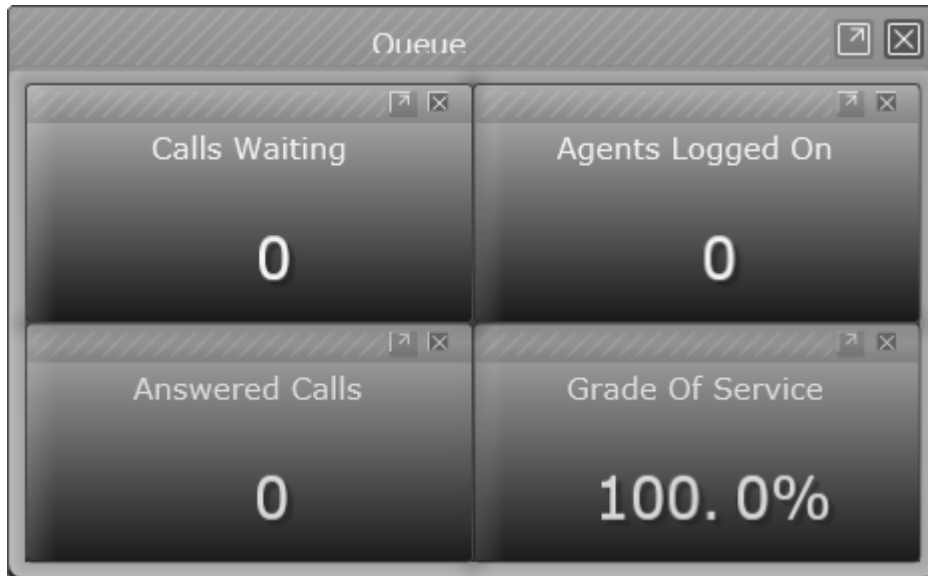 Queue
Calls Waiting
0
Agents Logged On
0
Answered Calls
0
Grade Of Service
100.0%